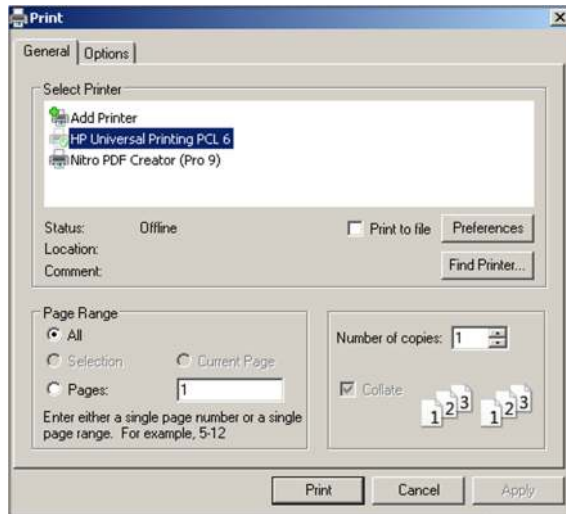 Print
General
Options
Select Printer
Add Printer
HP Universal Printing PCL 6
Nitro PDF Creator (Pro 9)
Status: Offline
Print to file
Preferences
Location:
Comment:
Find Printer...
Page Range
All
Selection
Current Page
Pages: 1
Enter either a single page number or a single
page range. For example, 5-12
Number of copies: 1
Collate
1 2 3 1 2 3
Print
Cancel
Apply